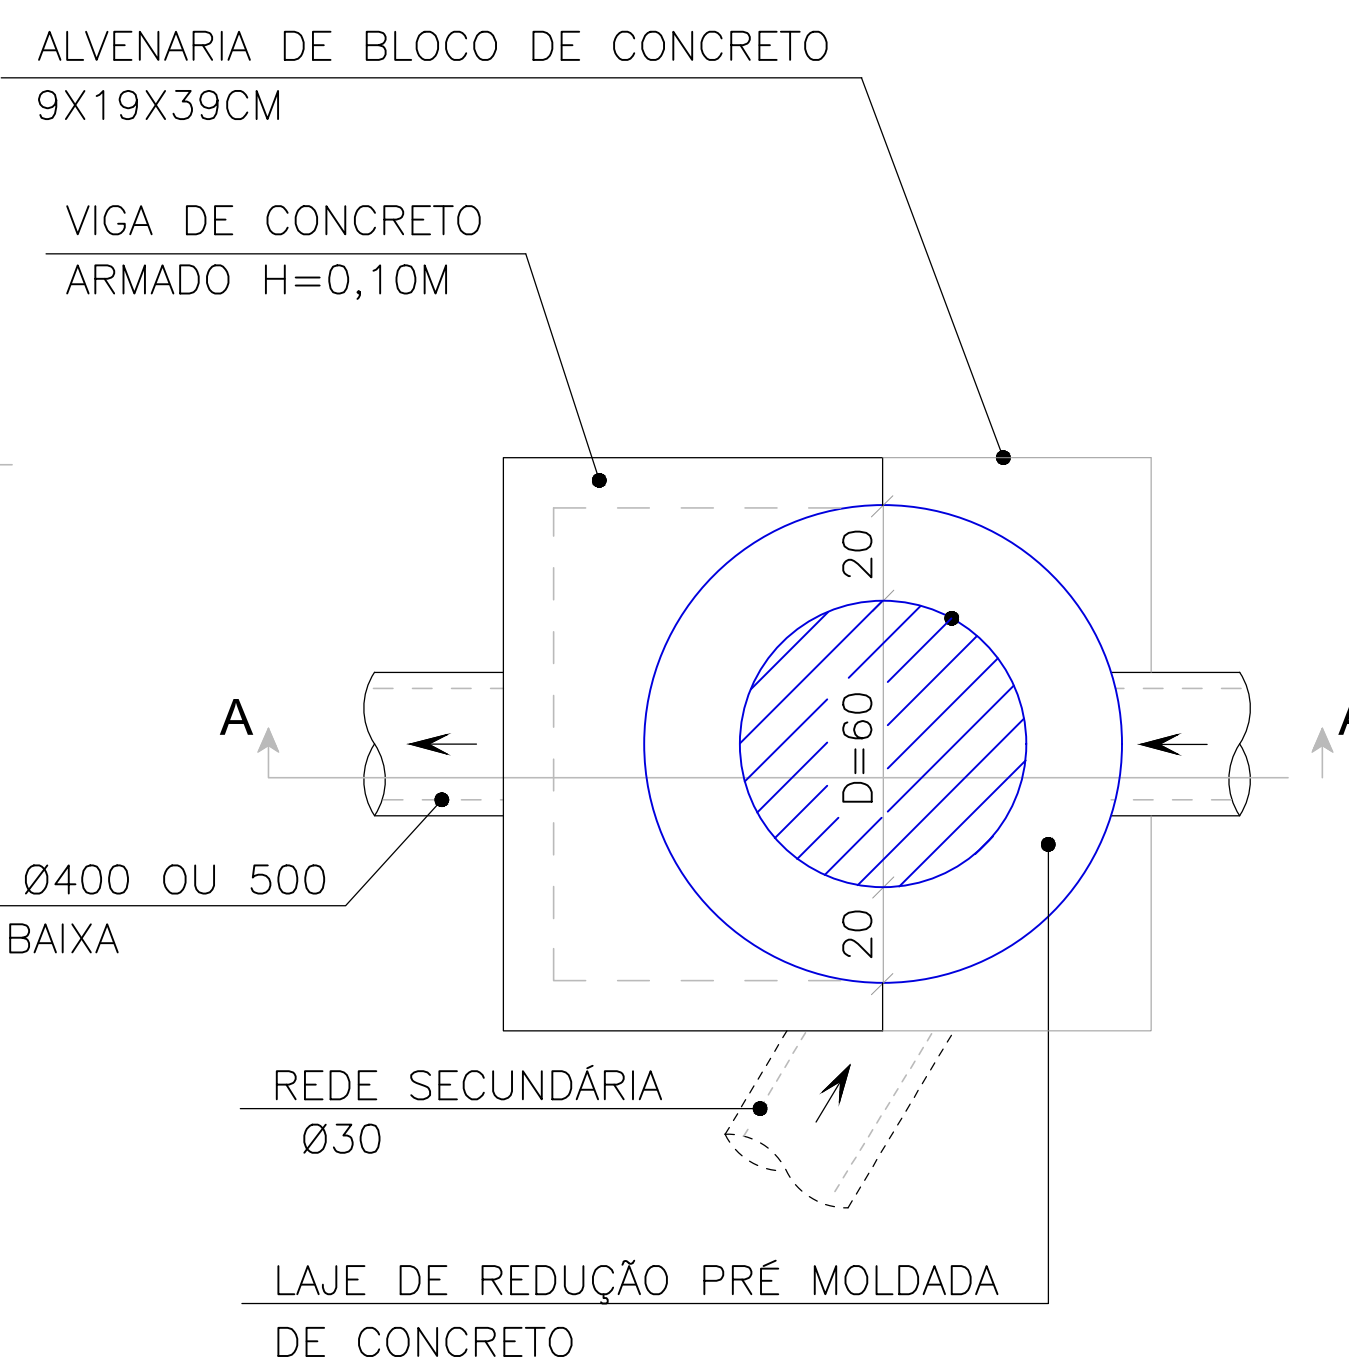 ALVENARIA DE BLOCO DE CONCRETO
9X19X39CM
VIGA DE CONCRETO
ARMADO H=0,10M
20
D=60
20
A
A
Ø400 OU 500
BAIXA
REDE SECUNDÁRIA
Ø30
LAJE DE REDUÇÃO PRÉ MOLDADA
DE CONCRETO